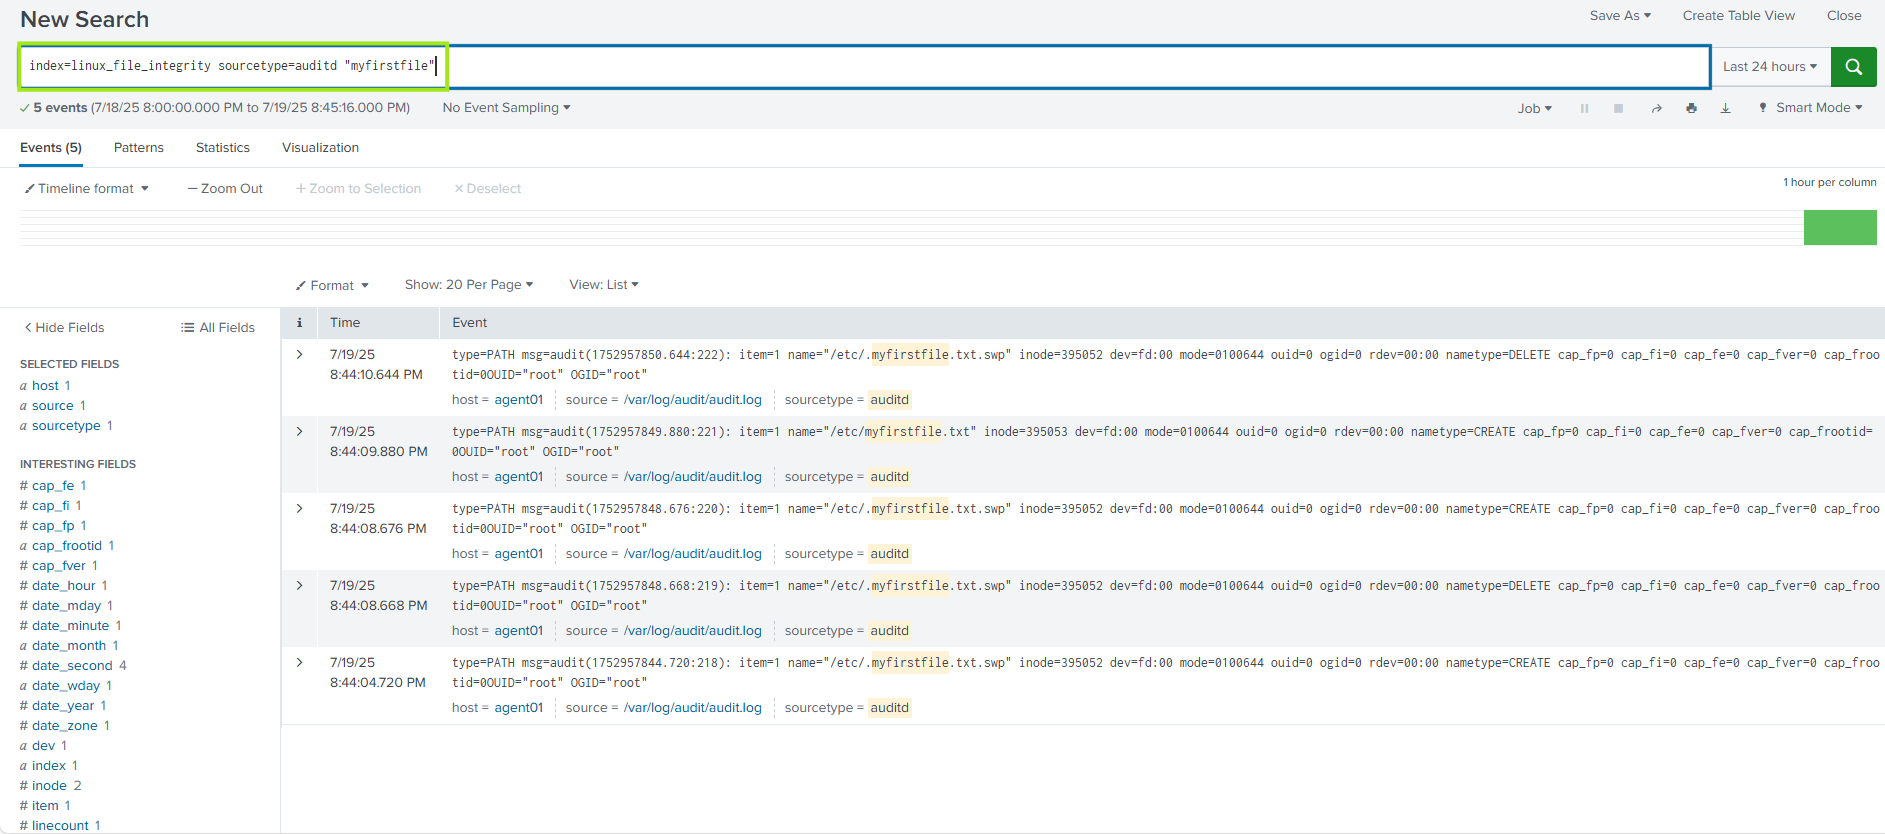 New Search
Save As Create Table View Close
index=linux_file_integrity sourcetype=auditd "myfirstfile"
Last 24 hours
5 events (7/18/25 8:00:00.000 PM to 7/19/25 8:45:16.000 PM) No Event Sampling
Job Smart Mode
Events (5) Patterns Statistics Visualization
Timeline format — Zoom Out + Zoom to Selection × Deselect
1 hour per column
Format Show: 20 Per Page View: List
< Hide Fields All Fields
i Time Event
SELECTED FIELDS
a host 1
a source 1
a sourcetype 1
INTERESTING FIELDS
# cap_fe 1
# cap_fi 1
# cap_fp 1
a cap_frootid 1
# cap_fver 1
# date_hour 1
# date_mday 1
# date_minute 1
a date_month 1
# date_second 4
a date_wday 1
# date_year 1
# date_zone 1
a dev 1
a index 1
# inode 2
# item 1
# linecount 1
> 7/19/25 type=PATH msg=audit(1752957850.644:222): item=1 name="/etc/.myfirstfile.txt.swp" inode=395052 dev=fd:00 mode=0100644 ouid=0 ogid=0 rdev=00:00 nametype=DELETE cap_fp=0 cap_fi=0 cap_fe=0 cap_fver=0 cap_froo
8:44:10.644 PM tid=0OUID="root" OGID="root"
host = agent01 source = /var/log/audit/audit.log sourcetype = auditd
> 7/19/25 type=PATH msg=audit(1752957849.880:221): item=1 name="/etc/myfirstfile.txt" inode=395053 dev=fd:00 mode=0100644 ouid=0 ogid=0 rdev=00:00 nametype=CREATE cap_fp=0 cap_fi=0 cap_fe=0 cap_fver=0 cap_frootid=
8:44:09.880 PM 0OUID="root" OGID="root"
host = agent01 source = /var/log/audit/audit.log sourcetype = auditd
> 7/19/25 type=PATH msg=audit(1752957848.676:220): item=1 name="/etc/.myfirstfile.txt.swp" inode=395052 dev=fd:00 mode=0100644 ouid=0 ogid=0 rdev=00:00 nametype=CREATE cap_fp=0 cap_fi=0 cap_fe=0 cap_fver=0 cap_froo
8:44:08.676 PM tid=0OUID="root" OGID="root"
host = agent01 source = /var/log/audit/audit.log sourcetype = auditd
> 7/19/25 type=PATH msg=audit(1752957848.668:219): item=1 name="/etc/.myfirstfile.txt.swp" inode=395052 dev=fd:00 mode=0100644 ouid=0 ogid=0 rdev=00:00 nametype=DELETE cap_fp=0 cap_fi=0 cap_fe=0 cap_fver=0 cap_froo
8:44:08.668 PM tid=0OUID="root" OGID="root"
host = agent01 source = /var/log/audit/audit.log sourcetype = auditd
> 7/19/25 type=PATH msg=audit(1752957844.720:218): item=1 name="/etc/.myfirstfile.txt.swp" inode=395052 dev=fd:00 mode=0100644 ouid=0 ogid=0 rdev=00:00 nametype=CREATE cap_fp=0 cap_fi=0 cap_fe=0 cap_fver=0 cap_froo
8:44:04.720 PM tid=0OUID="root" OGID="root"
host = agent01 source = /var/log/audit/audit.log sourcetype = auditd